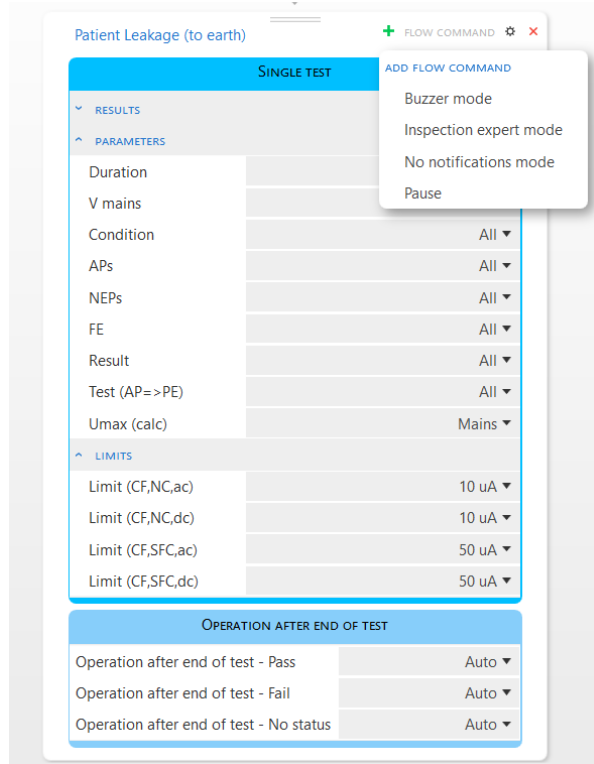 Patient Leakage (to earth)
FLOW COMMAND
SINGLE TEST
ADD FLOW COMMAND
Buzzer mode
Inspection expert mode
No notifications mode
Pause
RESULTS
PARAMETERS
Duration
V mains
Condition All
APs All
NEPs All
FE All
Result All
Test (AP=>PE) All
Umax (calc) Mains
LIMITS
Limit (CF,NC,ac) 10 uA
Limit (CF,NC,dc) 10 uA
Limit (CF,SFC,ac) 50 uA
Limit (CF,SFC,dc) 50 uA
OPERATION AFTER END OF TEST
Operation after end of test - Pass Auto
Operation after end of test - Fail Auto
Operation after end of test - No status Auto